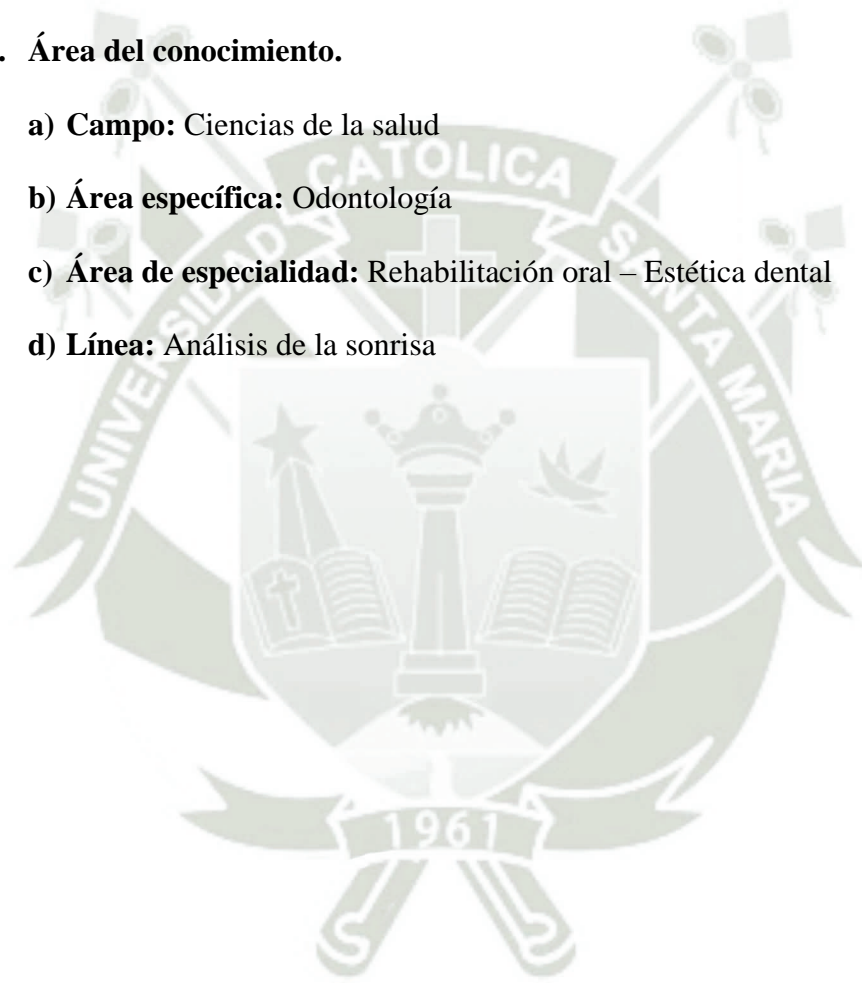 . Área del conocimiento.
a) Campo: Ciencias de la salud
b) Área específica: Odontología
c) Área de especialidad: Rehabilitación oral – Estética dental
d) Línea: Análisis de la sonrisa
UNIVERSIDAD CATOLICA SANTA MARIA
1961